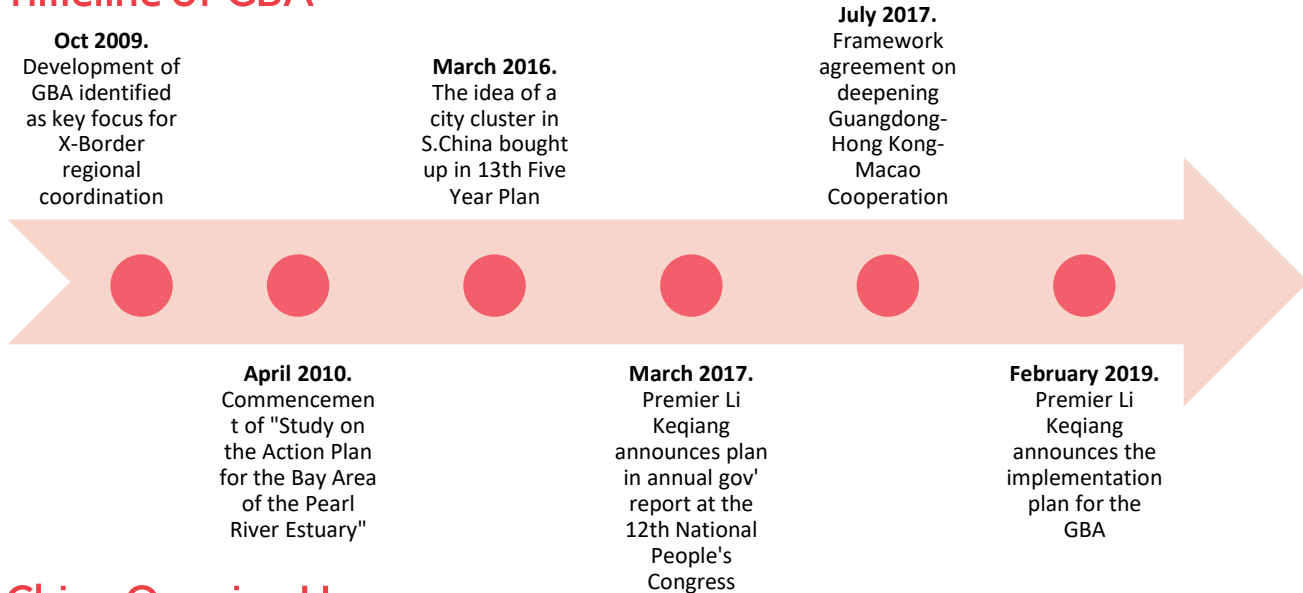 Timeline of GBA
Oct 2009.
Development of
GBA identified
as key focus for
X-Border
regional
coordination
April 2010.
Commencemen
t of "Study on
the Action Plan
for the Bay Area
of the Pearl
River Estuary"
March 2016.
The idea of a
city cluster in
S.China bought
up in 13th Five
Year Plan
March 2017.
Premier Li
Keqiang
announces plan
in annual gov'
report at the
12th National
People's
Congress
July 2017.
Framework
agreement on
deepening
Guangdong-
Hong Kong-
Macao
Cooperation
February 2019.
Premier Li
Keqiang
announces the
implementation
plan for the
GBA